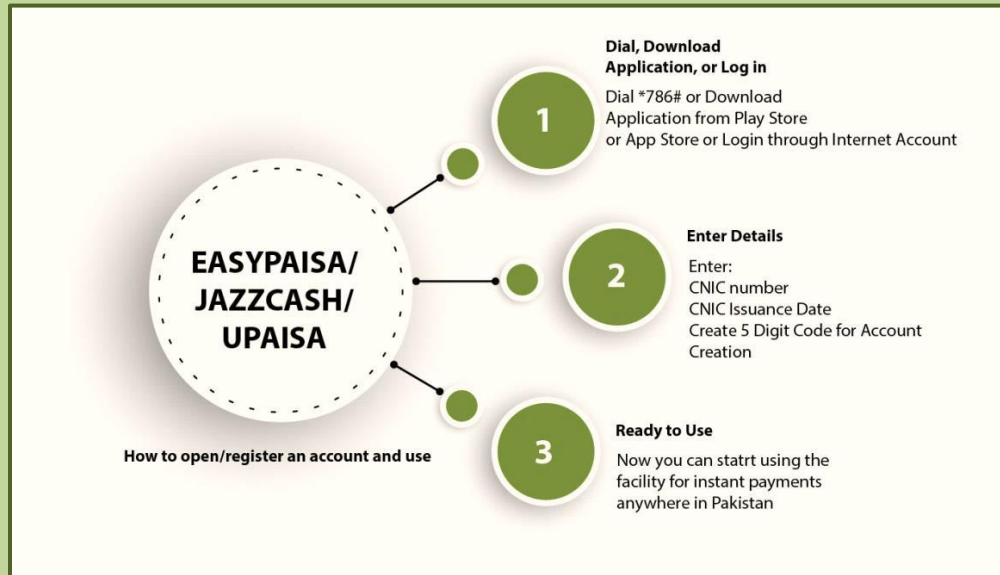 EASYPAISA/
JAZZCASH/
UPAISA
How to open/register an account and use
1
Dial, Download
Application, or Log in
Dial *786# or Download
Application from Play Store
or App Store or Login through Internet Account
2
Enter Details
Enter:
CNIC number
CNIC Issuance Date
Create 5 Digit Code for Account
Creation
3
Ready to Use
Now you can statrt using the
facility for instant payments
anywhere in Pakistan